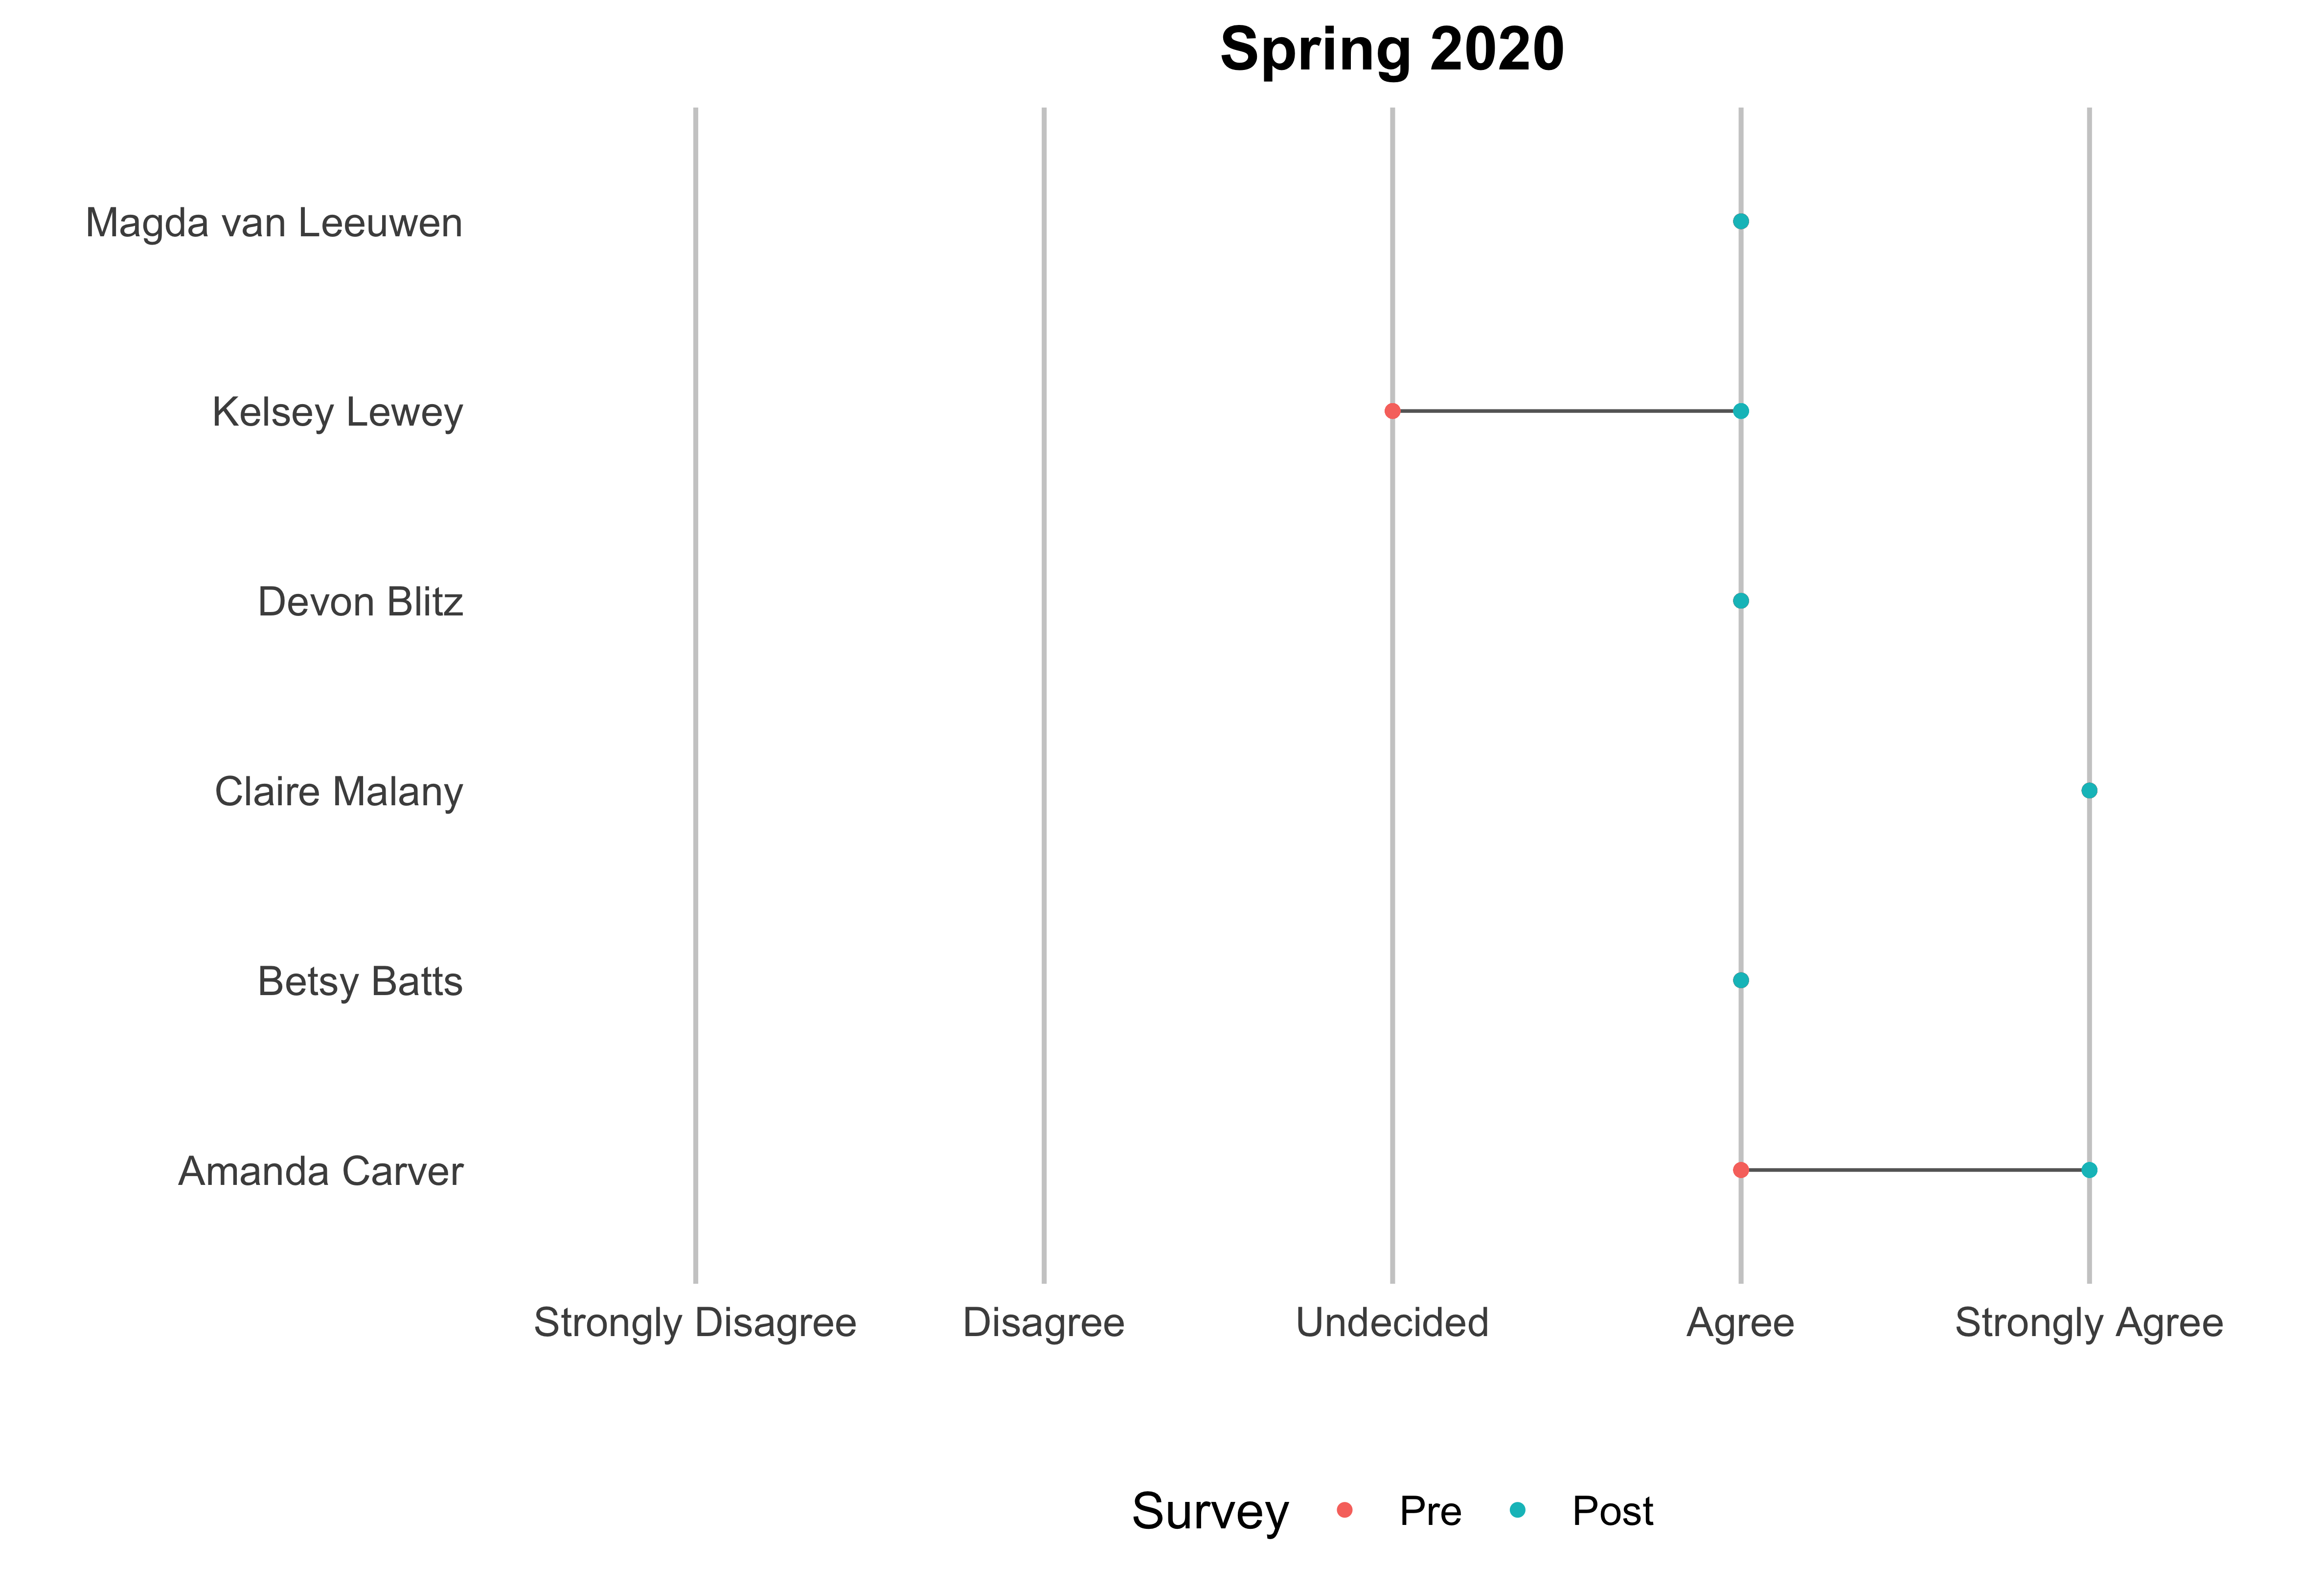 Spring 2020
Magda van Leeuwen
Kelsey Lewey
Devon Blitz
Claire Malany
Betsy Batts
Amanda Carver
Strongly Disagree Disagree Undecided Agree Strongly Agree
Survey Pre Post